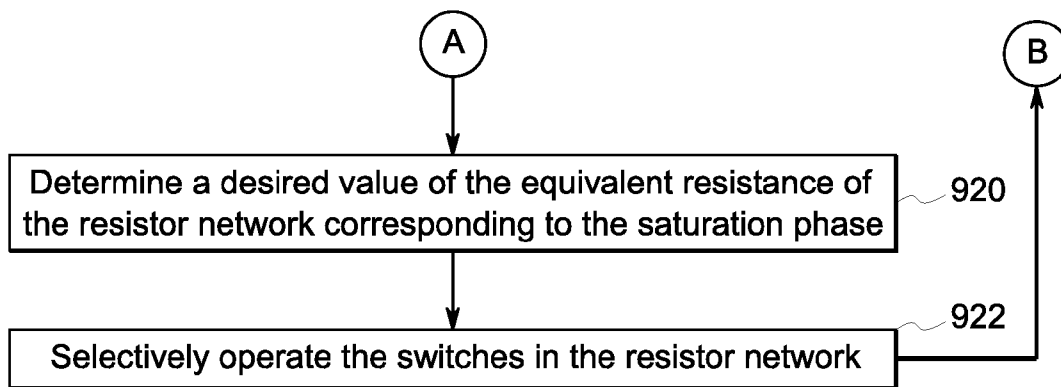 A
B
Determine a desired value of the equivalent resistance of
the resistor network corresponding to the saturation phase
920
922
Selectively operate the switches in the resistor network